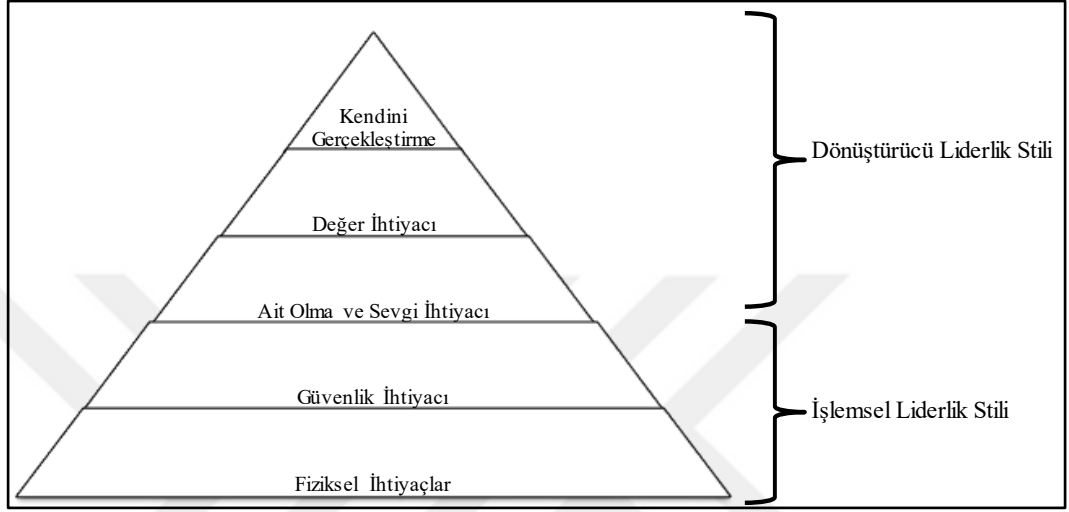 Kendini
Gerçekleştirme
Dönüştürücü Liderlik Stili
Değer İhtiyacı
Ait Olma ve Sevgi İhtiyacı
Güvenlik İhtiyacı
İşlemsel Liderlik Stili
Fiziksel İhtiyaçlar